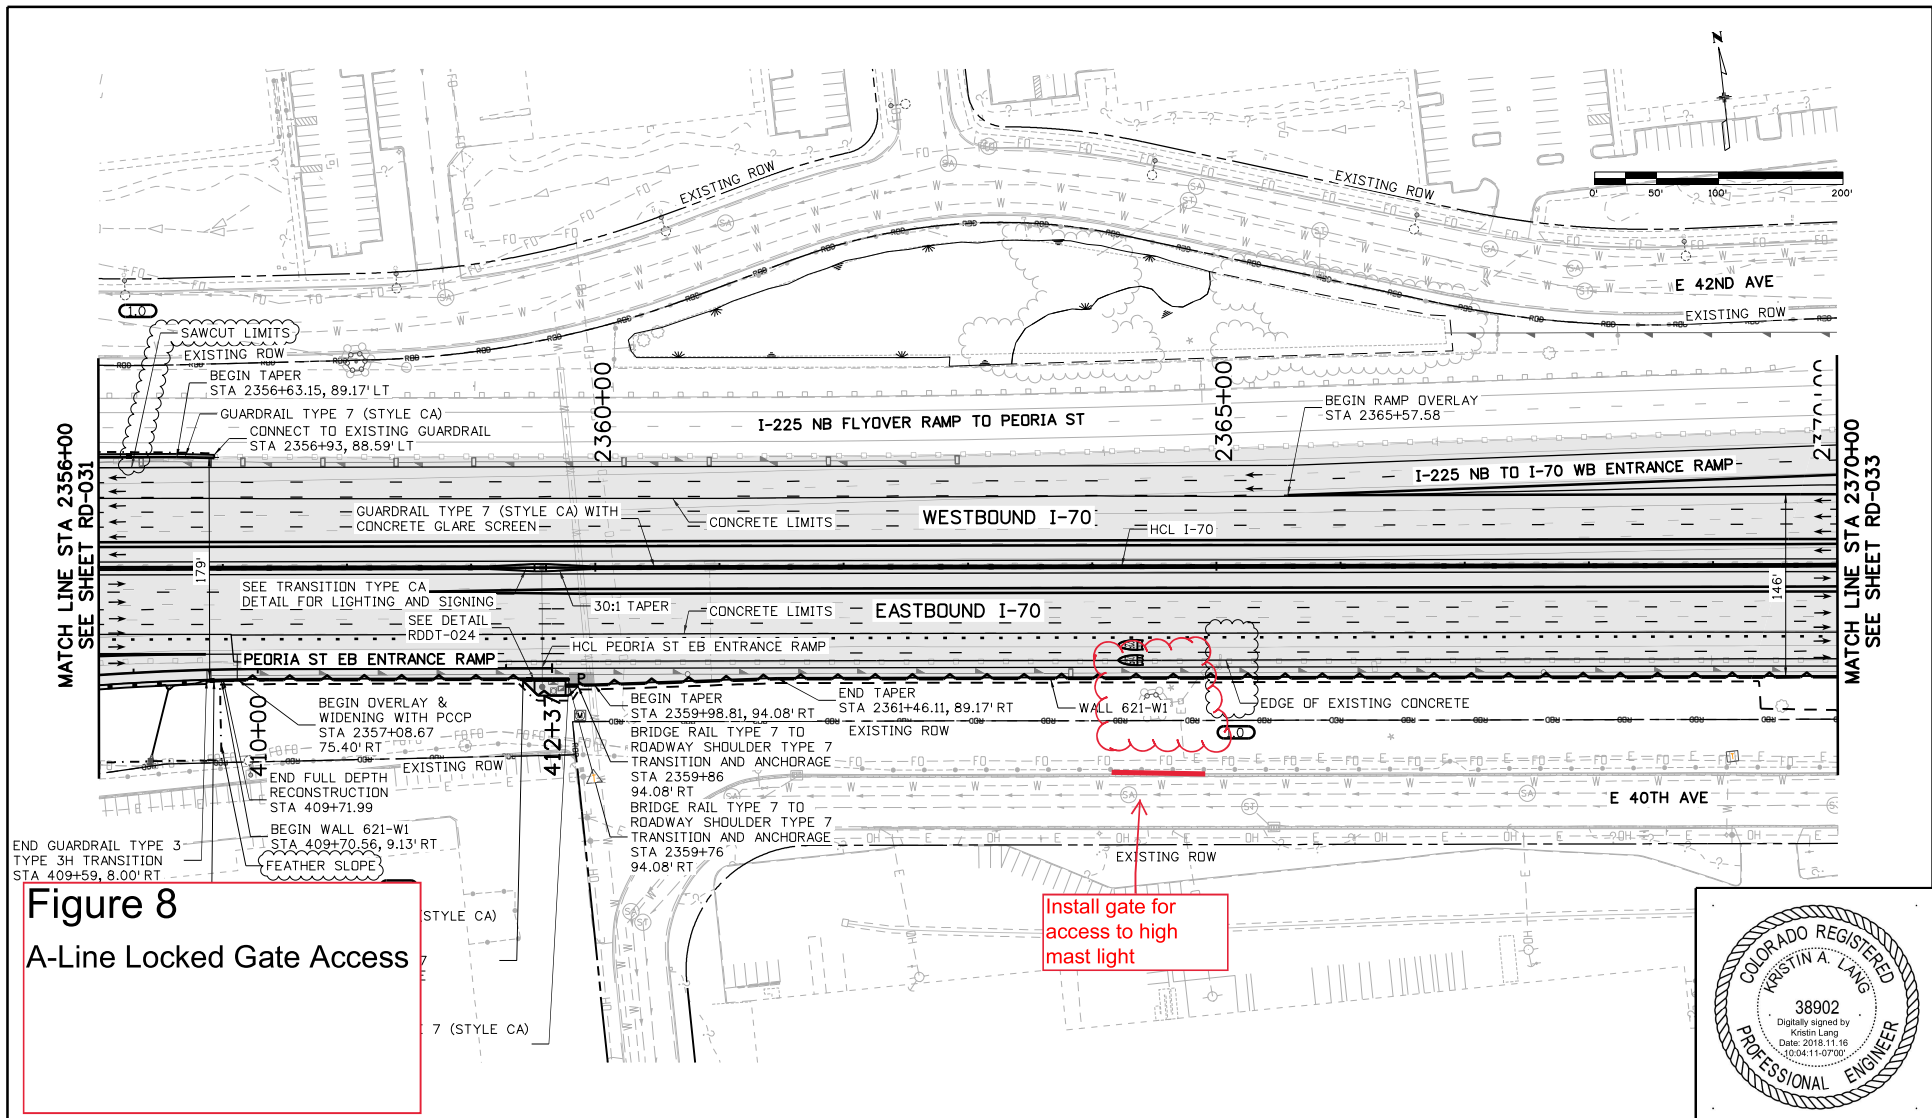 N
0' 50' 100' 200'
EXISTING ROW
EXISTING ROW
E 42ND AVE
EXISTING ROW
1.0
SAWCUT LIMITS
EXISTING ROW
BEGIN TAPER
STA 2356+63.15, 89.17' LT
GUARDRAIL TYPE 7 (STYLE CA)
CONNECT TO EXISTING GUARDRAIL
STA 2356+93, 88.59' LT
2360+00
2365+00
I-225 NB FLYOVER RAMP TO PEORIA ST
BEGIN RAMP OVERLAY
STA 2365+57.58
I-225 NB TO I-70 WB ENTRANCE RAMP
MATCH LINE STA 2356+00
SEE SHEET RD-031
MATCH LINE STA 2370+00
SEE SHEET RD-033
GUARDRAIL TYPE 7 (STYLE CA) WITH
CONCRETE GLARE SCREEN
CONCRETE LIMITS
WESTBOUND I-70
HCL I-70
179'
146'
SEE TRANSITION TYPE CA
DETAIL FOR LIGHTING AND SIGNING
30:1 TAPER
CONCRETE LIMITS
EASTBOUND I-70
SEE DETAIL
RDDT-024
HCL PEORIA ST EB ENTRANCE RAMP
PEORIA ST EB ENTRANCE RAMP
BEGIN OVERLAY &
WIDENING WITH PCCP
STA 2357+08.67
75.40' RT
410+00
412+37
P
BEGIN TAPER
STA 2359+98.81, 94.08' RT
END TAPER
STA 2361+46.11, 89.17' RT
WALL 621-W1
EDGE OF EXISTING CONCRETE
EXISTING ROW
BRIDGE RAIL TYPE 7 TO
ROADWAY SHOULDER TYPE 7
TRANSITION AND ANCHORAGE
STA 2359+86
94.08' RT
BRIDGE RAIL TYPE 7 TO
ROADWAY SHOULDER TYPE 7
TRANSITION AND ANCHORAGE
STA 2359+76
94.08' RT
EXISTING ROW
END FULL DEPTH
RECONSTRUCTION
STA 409+71.99
BEGIN WALL 621-W1
STA 409+70.56, 9.13' RT
FEATHER SLOPE
END GUARDRAIL TYPE 3
TYPE 3H TRANSITION
STA 409+59, 8.00' RT
E 40TH AVE
EXISTING ROW
Install gate for
access to high
mast light
Figure 8
A-Line Locked Gate Access
STYLE CA)
7 (STYLE CA)
COLORADO REGISTERED
KRISTIN A. LANG
38902
Digitally signed by
Kristin Lang
Date: 2018.11.16
10:04:11-07'00'
PROFESSIONAL ENGINEER